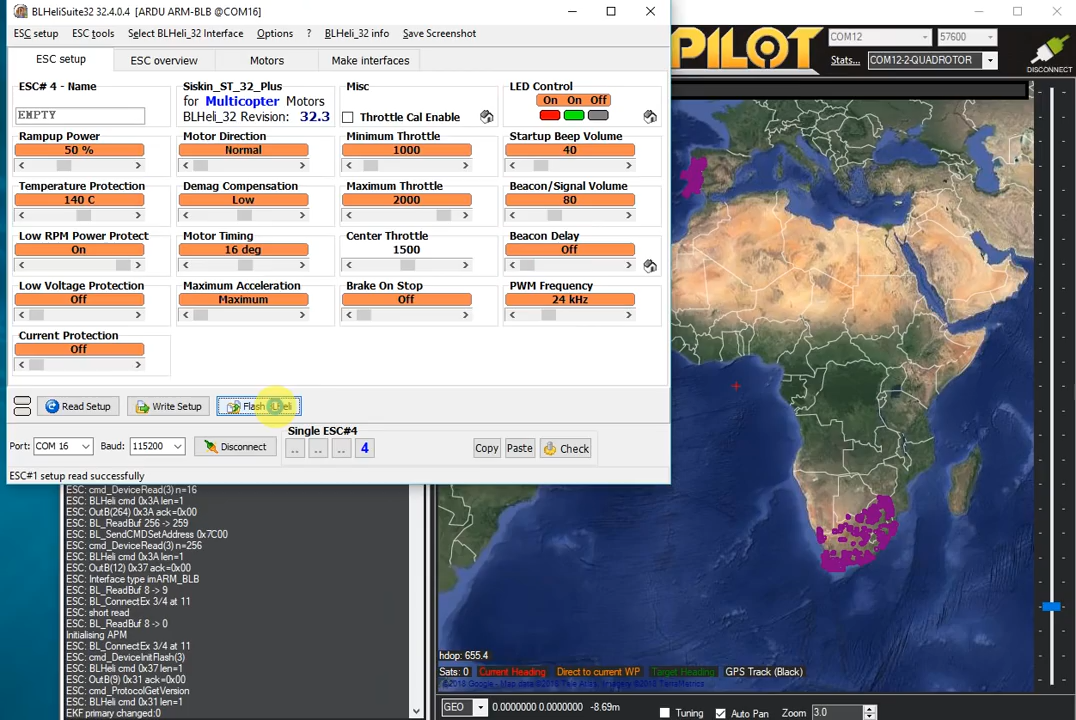 BLHeliSuite32 32.4.0.4 [ARDU ARM-BLB @COM16]
ESC setup ESC tools Select BLHeli_32 Interface Options ? BLHeli_32 info Save Screenshot
ESC setup ESC overview Motors Make interfaces
ESC# 4 - Name
EMPTY
Siskin_ST_32_Plus
for Multicopter Motors
BLHeli_32 Revision: 32.3
Misc
Throttle Cal Enable
LED Control
On On Off
Rampup Power
50 %
Motor Direction
Normal
Minimum Throttle
1000
Startup Beep Volume
40
Temperature Protection
140 C
Demag Compensation
Low
Maximum Throttle
2000
Beacon/Signal Volume
80
Low RPM Power Protect
On
Motor Timing
16 deg
Center Throttle
1500
Beacon Delay
Off
Low Voltage Protection
Off
Maximum Acceleration
Maximum
Brake On Stop
Off
PWM Frequency
24 kHz
Current Protection
Off
Read Setup Write Setup Flash
Port: COM 16 Baud: 115200 Disconnect
Single ESC#4
.. .. .. 4
Copy Paste Check
ESC#1 setup read successfully
ESC: cmd_DeviceRead(3) n=16
ESC: BLHeli cmd 0x3A len=1
ESC: OutB(264) 0x3A ack=0x00
ESC: BL_ReadBuf 256 -> 259
ESC: BL_SendCMDSetAddress 0x7C00
ESC: cmd_DeviceRead(3) n=256
ESC: BLHeli cmd 0x3A len=1
ESC: OutB(12) 0x37 ack=0x00
ESC: Interface type imARM_BLB
ESC: BL_ReadBuf 8 -> 9
ESC: BL_ConnectEx 3/4 at 11
ESC: short read
ESC: BL_ReadBuf 8 -> 0
Initialising APM
ESC: BL_ConnectEx 3/4 at 11
ESC: cmd_DeviceInitFlash(3)
ESC: BLHeli cmd 0x37 len=1
ESC: OutB(9) 0x31 ack=0x00
ESC: cmd_ProtocolGetVersion
ESC: BLHeli cmd 0x31 len=1
EKF primary changed:0
PILOT
COM12 57600
Stats... COM12-2-QUADROTOR
DISCONNECT
hdop: 655.4
Sats: 0 Current Heading Direct to current WP Target Heading GPS Track (Black)
GEO 0.0000000 0.0000000 -8.69m
Tuning Auto Pan Zoom 3.0